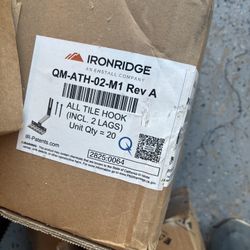 IRONRIDGE
AN ENSTALL COMPANY
QM-ATH-02-M1 Rev A
ALL TILE HOOK
(INCL. 2 LAGS)
Unit Qty = 20
IR-Patents.com
2825:0064